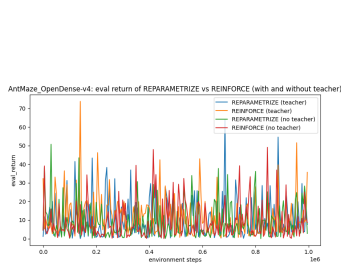 AntMaze_OpenDense-v4: eval return of REPARAMETRIZE vs REINFORCE (with and without teacher)
REPARAMETRIZE (teacher)
REINFORCE (teacher)
REPARAMETRIZE (no teacher)
REINFORCE (no teacher)
70
60
50
40
30
20
10
0
eval_return
0.0 0.2 0.4 0.6 0.8 1.0
environment steps
1e6